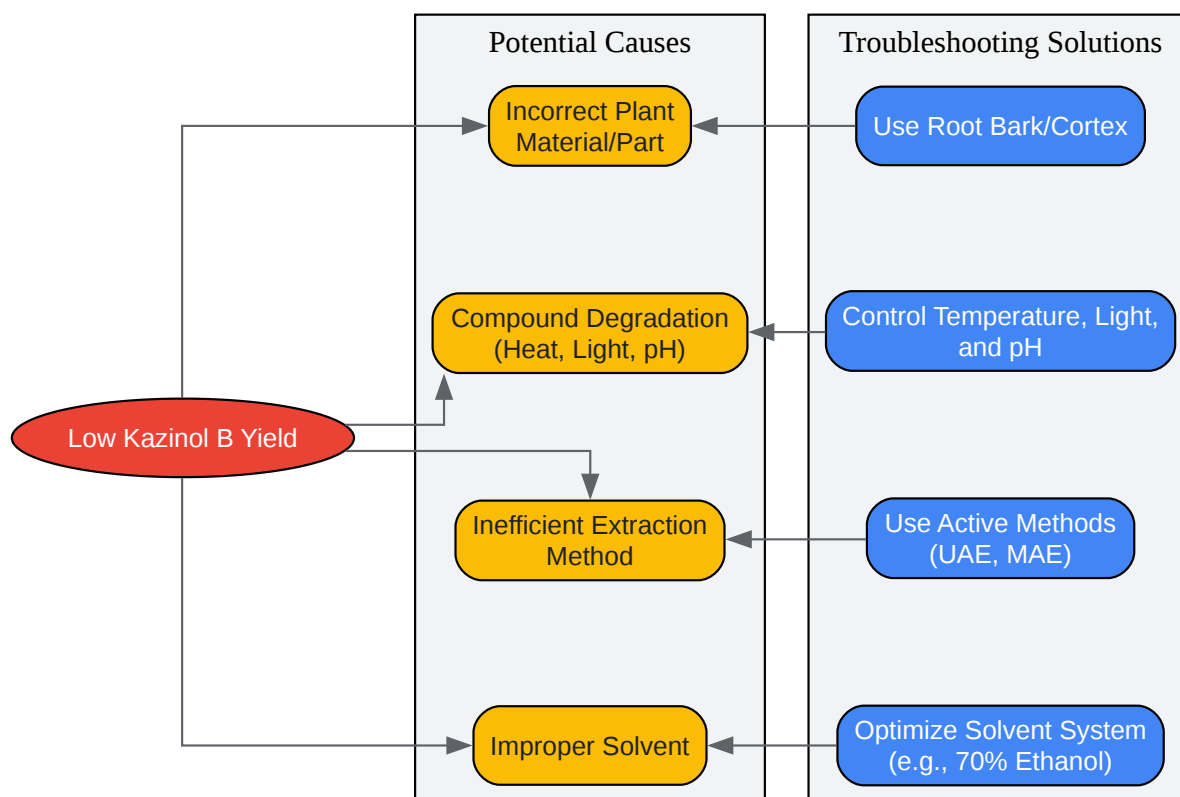 Potential Causes
Troubleshooting Solutions
Incorrect Plant
Material/Part
Use Root Bark/Cortex
Compound Degradation
(Heat, Light, pH)
Control Temperature, Light,
and pH
Low Kazinol B Yield
Inefficient Extraction
Method
Use Active Methods
(UAE, MAE)
Improper Solvent
Optimize Solvent System
(e.g., 70% Ethanol)